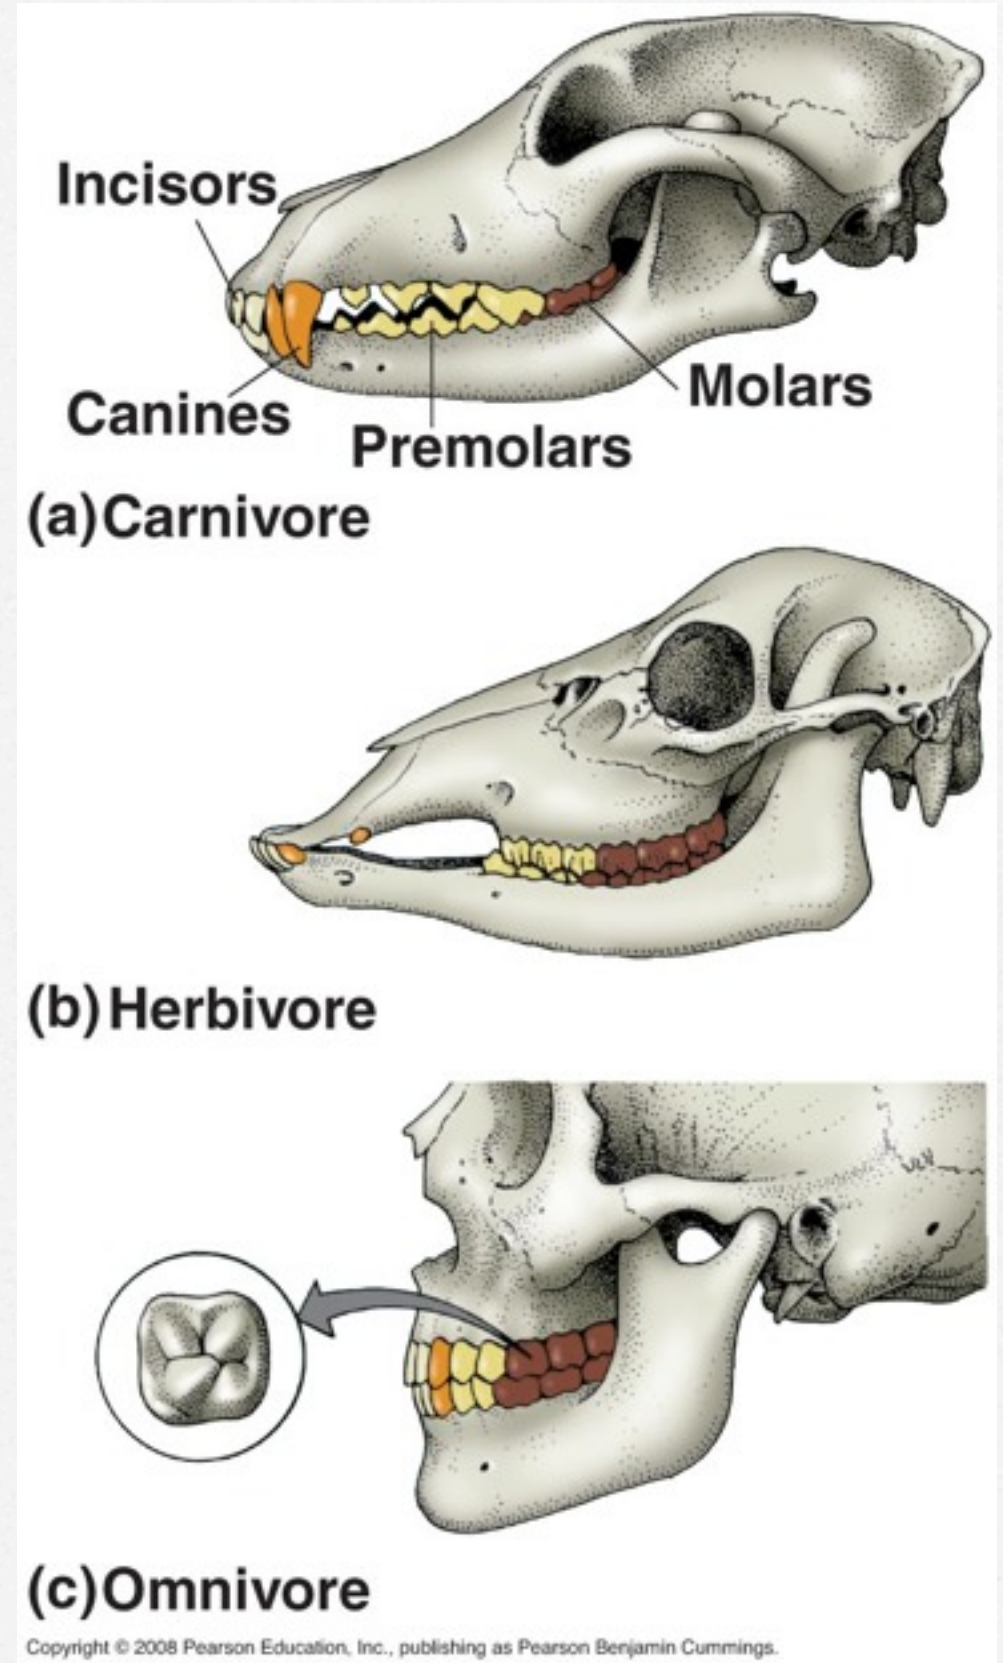 Incisors
Canines
Premolars
Molars
(a) Carnivore
(b) Herbivore
(c) Omnivore
Copyright © 2008 Pearson Education, Inc., publishing as Pearson Benjamin Cummings.